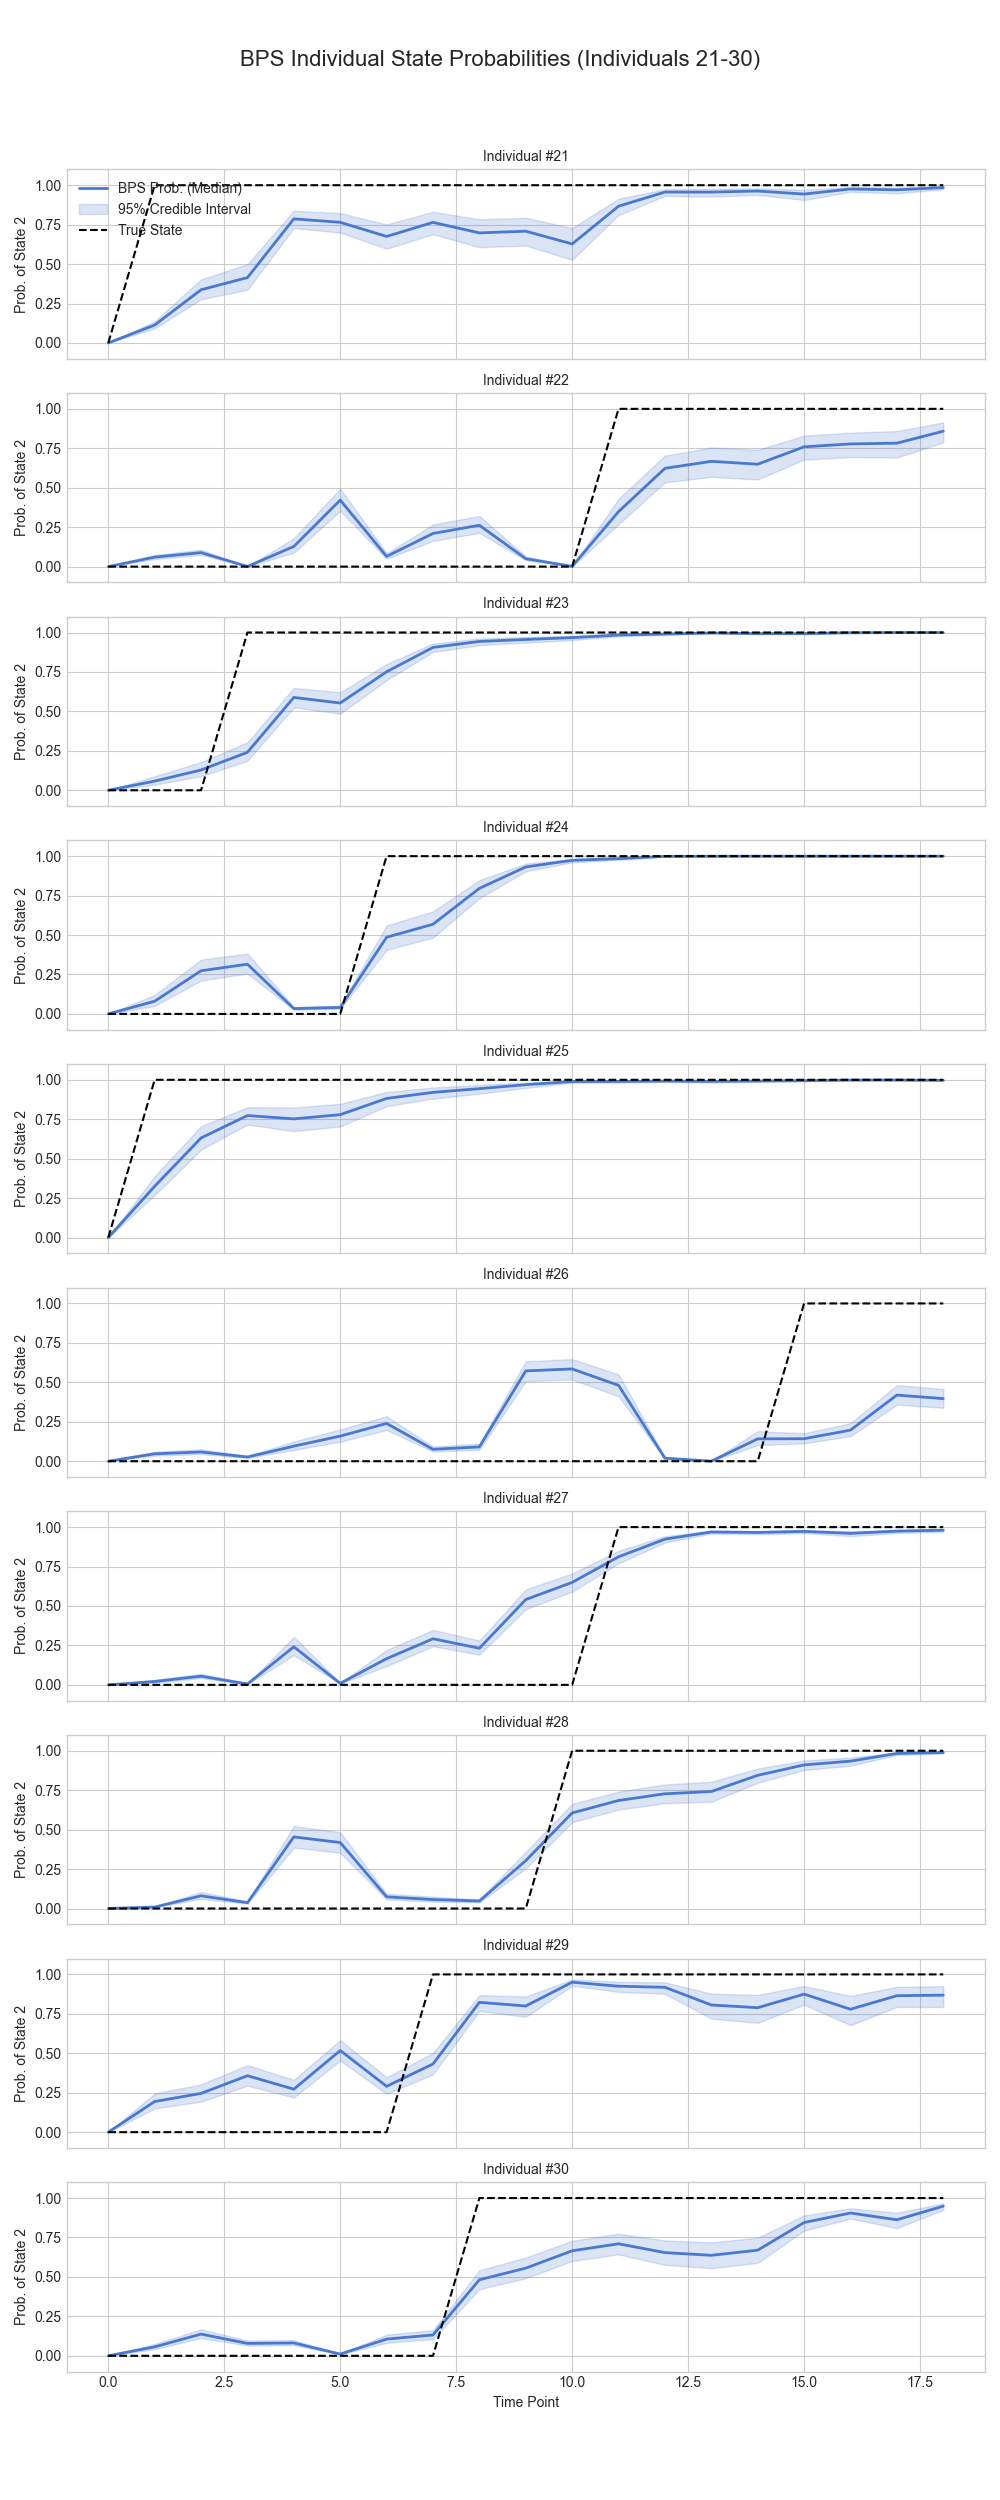 BPS Individual State Probabilities (Individuals 21-30)
Individual #21
BPS Prob. (Median)
95% Credible Interval
True State
Prob. of State 2
1.00
0.75
0.50
0.25
0.00
Individual #22
Prob. of State 2
1.00
0.75
0.50
0.25
0.00
Individual #23
Prob. of State 2
1.00
0.75
0.50
0.25
0.00
Individual #24
Prob. of State 2
1.00
0.75
0.50
0.25
0.00
Individual #25
Prob. of State 2
1.00
0.75
0.50
0.25
0.00
Individual #26
Prob. of State 2
1.00
0.75
0.50
0.25
0.00
Individual #27
Prob. of State 2
1.00
0.75
0.50
0.25
0.00
Individual #28
Prob. of State 2
1.00
0.75
0.50
0.25
0.00
Individual #29
Prob. of State 2
1.00
0.75
0.50
0.25
0.00
Individual #30
Prob. of State 2
1.00
0.75
0.50
0.25
0.00
0.0 2.5 5.0 7.5 10.0 12.5 15.0 17.5
Time Point